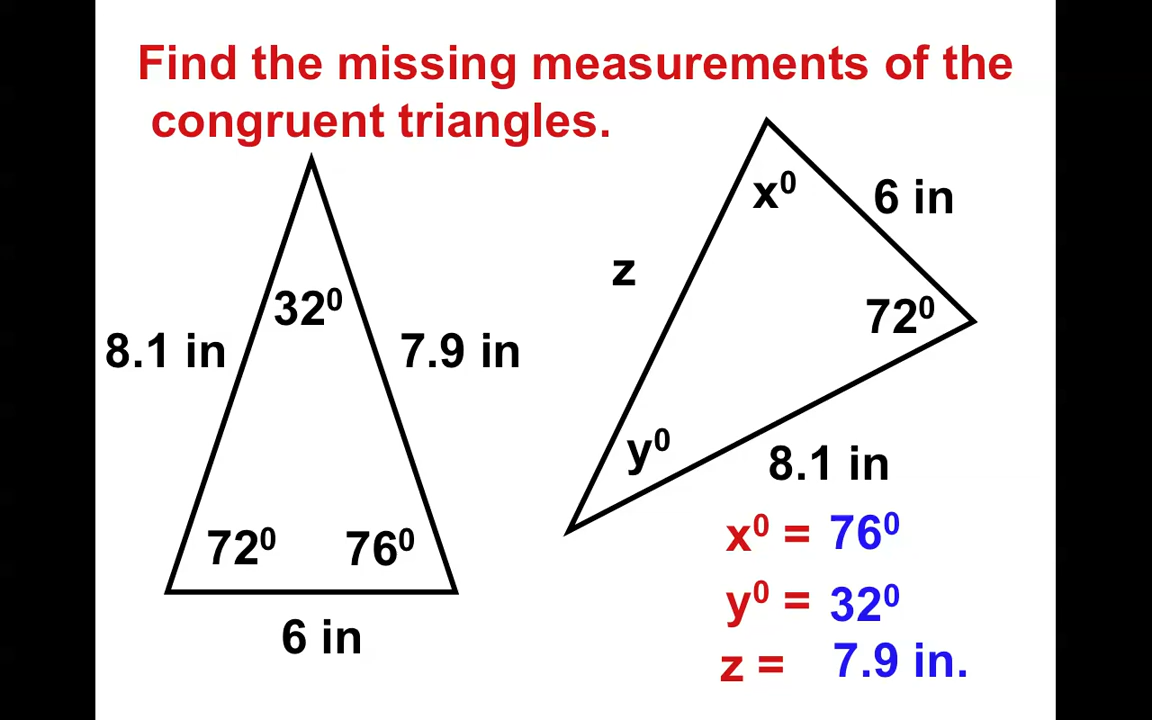 Find the missing measurements of the
congruent triangles.
x⁰
6 in
z
32⁰
72⁰
8.1 in
7.9 in
y⁰
8.1 in
72⁰
76⁰
x⁰ = 76⁰
y⁰ = 32⁰
6 in
z = 7.9 in.